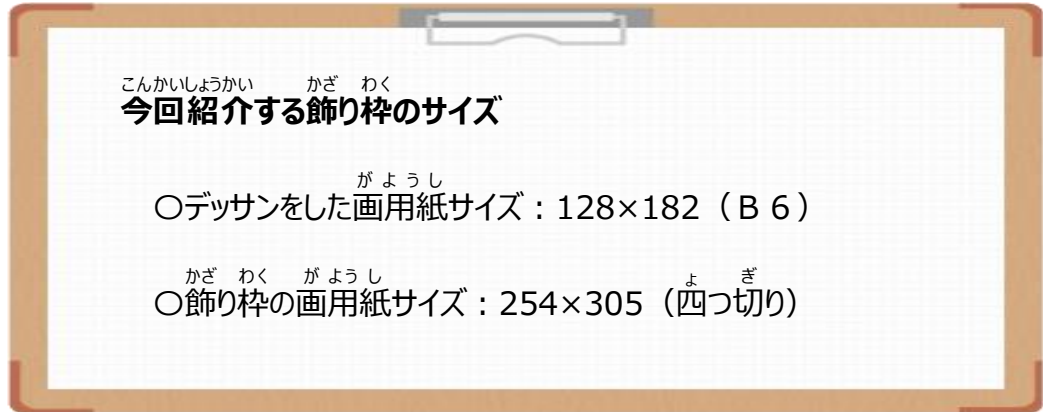 こんかいしょうかい かざ わく
今回紹介する飾り枠のサイズ
がようし
〇デッサンをした画用紙サイズ：128×182（Ｂ６）
かざ わく がようし よ ぎ
〇飾り枠の画用紙サイズ：254×305（四つ切り）